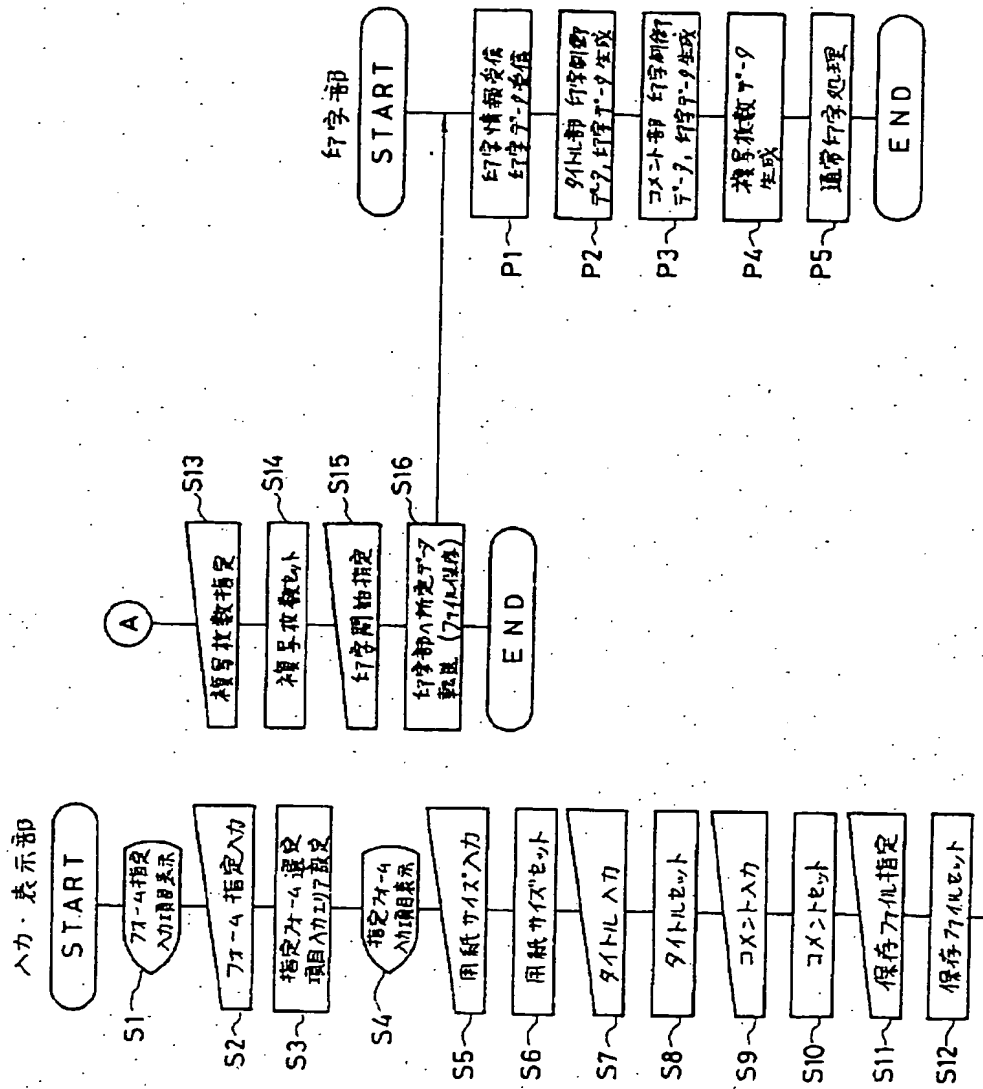 入力・表示部
START
S1
フォーム指定
入力項目表示
S2
フォーム指定入力
S3
指定フォーム選定
項目入力エリア設定
S4
指定フォーム
入力項目表示
S5
用紙サイズ入力
S6
用紙サイズセット
S7
タイトル入力
S8
タイトルセット
S9
コメント入力
S10
コメントセット
S11
保存ファイル指定
S12
保存ファイルセット
A
複写枚数指定
S13
複写枚数セット
S14
印字開始指定
S15
印字部へ所定データ
転送(ファイル保存)
S16
END
印字部
START
P1
印字情報受信
印字データ受信
P2
タイトル部 印字制御
データ,印字データ生成
P3
コメント部 印字制御
データ,印字データ生成
P4
複写枚数データ
生成
P5
通常印字処理
END